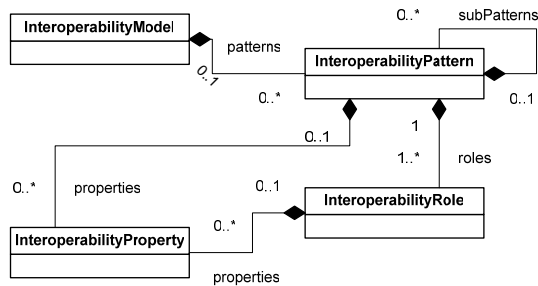 0..*
subPatterns
InteroperabilityModel
patterns
InteroperabilityPattern
0..1
0..*
0..1
0..1
1
0..*
properties
1..*
roles
0..1
InteroperabilityRole
0..*
InteroperabilityProperty
properties